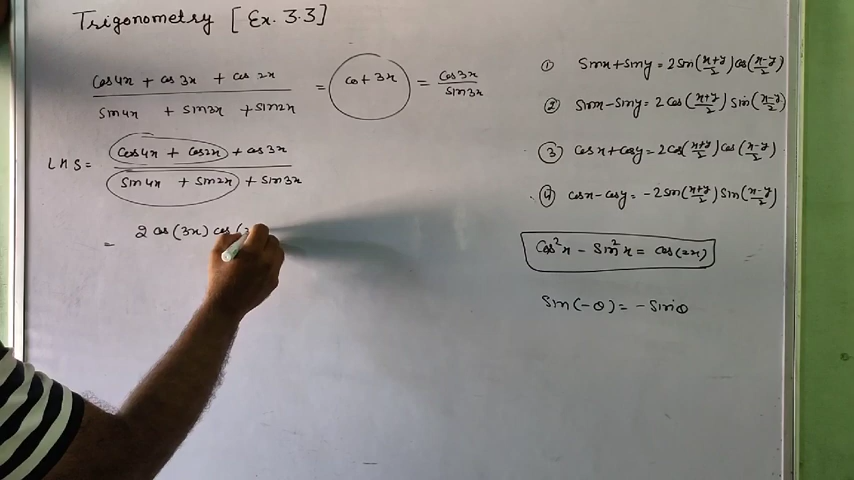 Trigonometry [Ex. 3.3]
cos4x + cos3x + cos2x / sin4x + sin3x + sin2x = cot3x = cos3x / sin3x
LHS = cos4x + cos2x + cos3x / sin4x + sin2x + sin3x
= 2 cos(3x) cos(
① sinx + siny = 2 sin(x+y/2) cos(x-y/2)
② sinx - siny = 2 cos(x+y/2) sin(x-y/2)
③ cosx + cosy = 2 cos(x+y/2) cos(x-y/2)
④ cosx - cosy = -2 sin(x+y/2) sin(x-y/2)
cos²x - sin²x = cos(2x)
sin(-θ) = - sinθ